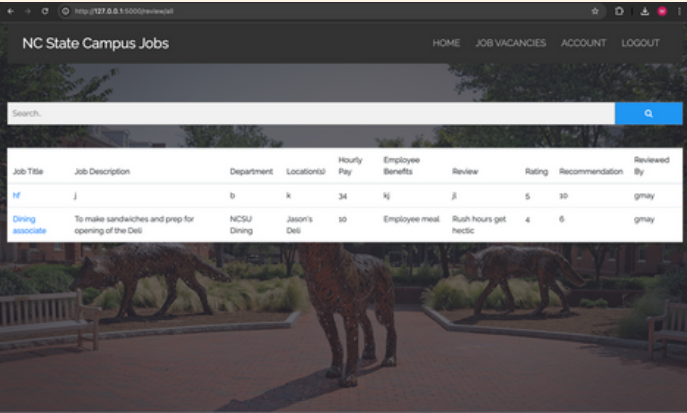 http://127.0.0.1:5000/review/all
NC State Campus Jobs
HOME JOB VACANCIES ACCOUNT LOGOUT
Search..
Job Title Job Description Department Location(s) Hourly Pay Employee Benefits Review Rating Recommendation Reviewed By
hf j b k 34 kj jl 5 10 gmay
Dining associate To make sandwiches and prep for opening of the Deli NCSU Dining Jason's Deli 10 Employee meal Rush hours get hectic 4 6 gmay